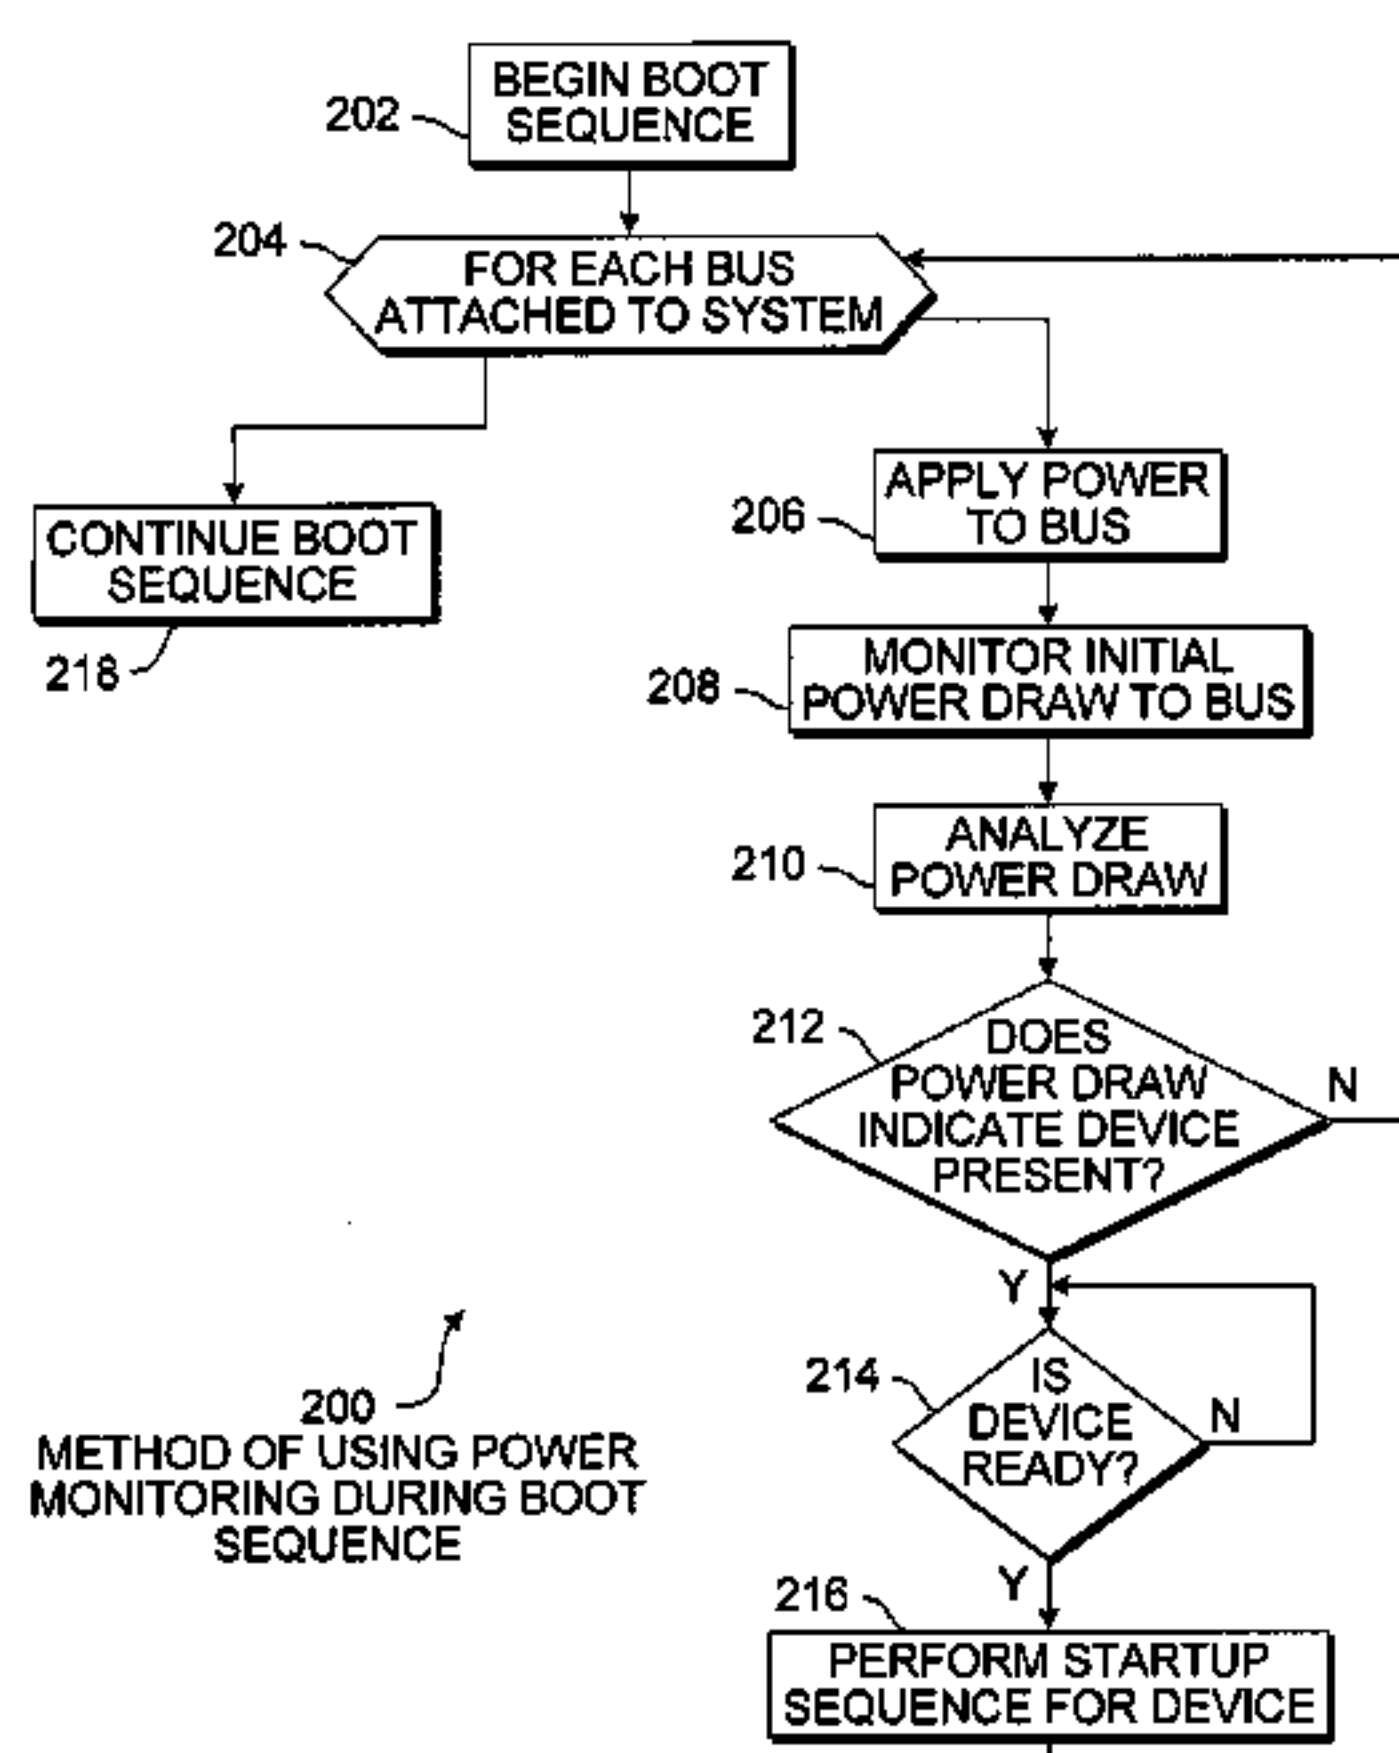 BEGIN BOOT
SEQUENCE
202
204
FOR EACH BUS
ATTACHED TO SYSTEM
CONTINUE BOOT
SEQUENCE
218
APPLY POWER
TO BUS
206
MONITOR INITIAL
POWER DRAW TO BUS
208
ANALYZE
POWER DRAW
210
212
DOES
POWER DRAW
INDICATE DEVICE
PRESENT?
N
Y
214
IS
DEVICE
READY?
N
Y
200
METHOD OF USING POWER
MONITORING DURING BOOT
SEQUENCE
216
PERFORM STARTUP
SEQUENCE FOR DEVICE